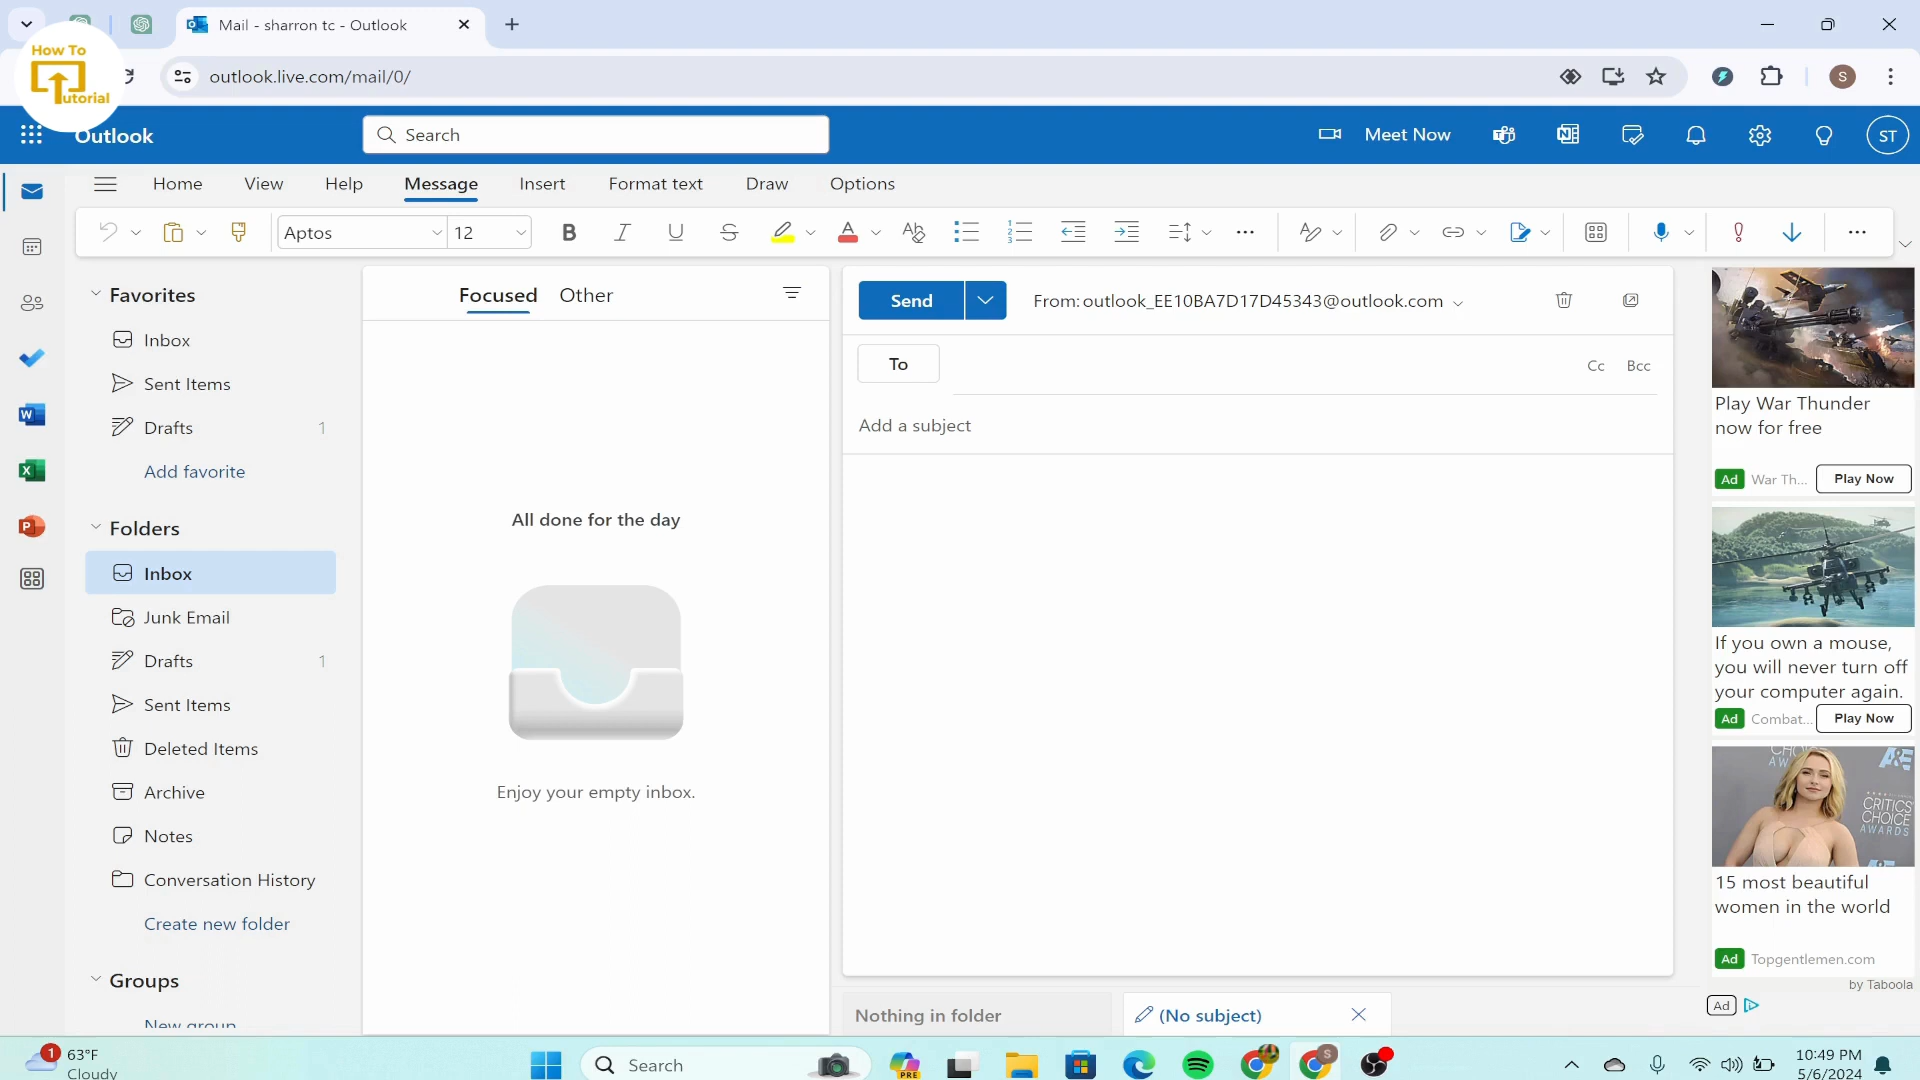 Mail - sharron tc - Outlook
How To
utorial
outlook.live.com/mail/0/
S
Outlook
Search
Meet Now
ST
Home
View
Help
Message
Insert
Format text
Draw
Options
Aptos
12
Favorites
Inbox
Sent Items
Drafts 1
Add favorite
Folders
Inbox
Junk Email
Drafts 1
Sent Items
Deleted Items
Archive
Notes
Conversation History
Create new folder
Groups
New group
Focused
Other
All done for the day
Enjoy your empty inbox.
Send
From: outlook_EE10BA7D17D45343@outlook.com
To
Cc
Bcc
Add a subject
Nothing in folder
(No subject)
Play War Thunder
now for free
Ad War Th... Play Now
If you own a mouse,
you will never turn off
your computer again.
Ad Combat... Play Now
CRITICS
CHOICE
AWARDS
15 most beautiful
women in the world
Ad Topgentlemen.com
by Taboola
Ad
1
63°F
Cloudy
Search
PRE
S
10:49 PM
5/6/2024